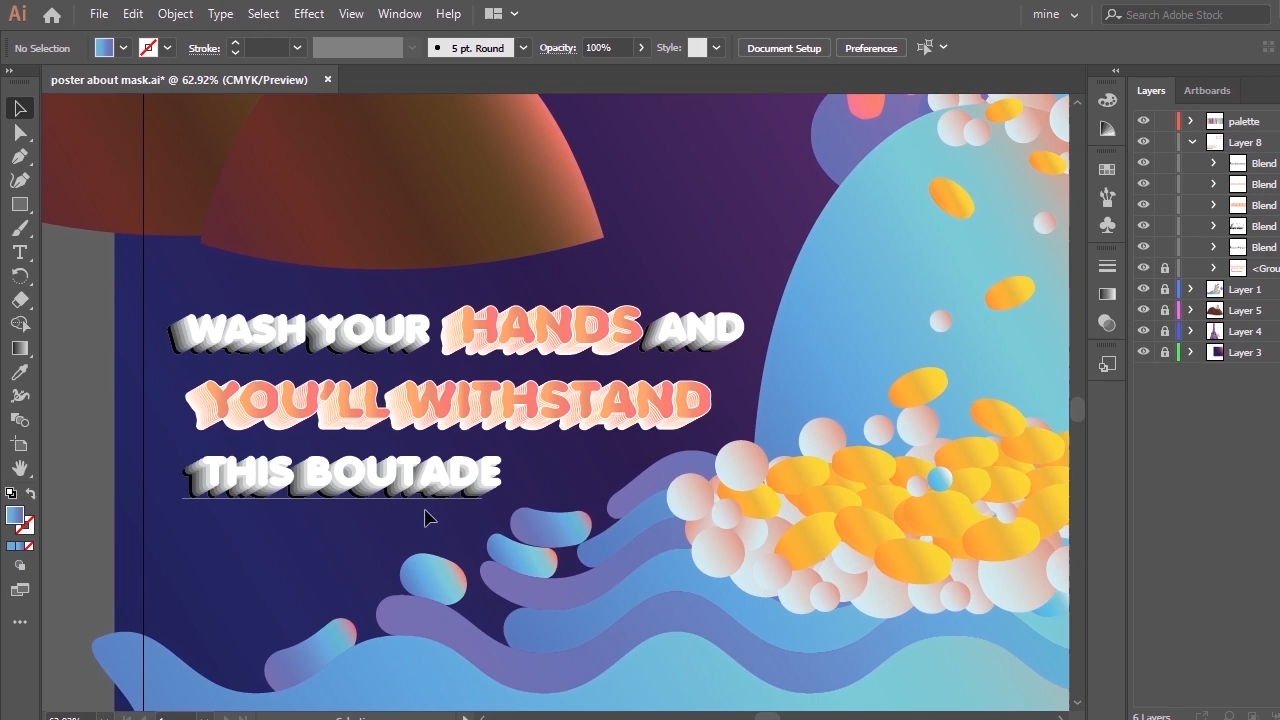 Ai File Edit Object Type Select Effect View Window Help mine Search Adobe Stock
No Selection Stroke: 5 pt. Round Opacity: 100% Style: Document Setup Preferences
poster about mask.ai* @ 62.92% (CMYK/Preview) ×
Layers Artboards
palette
Layer 8
Blend
Blend
Blend
Blend
Blend
<Grou
Layer 1
Layer 5
Layer 4
Layer 3
WASH YOUR HANDS AND
YOU'LL WITHSTAND
THIS BOUTADE
6 Layers